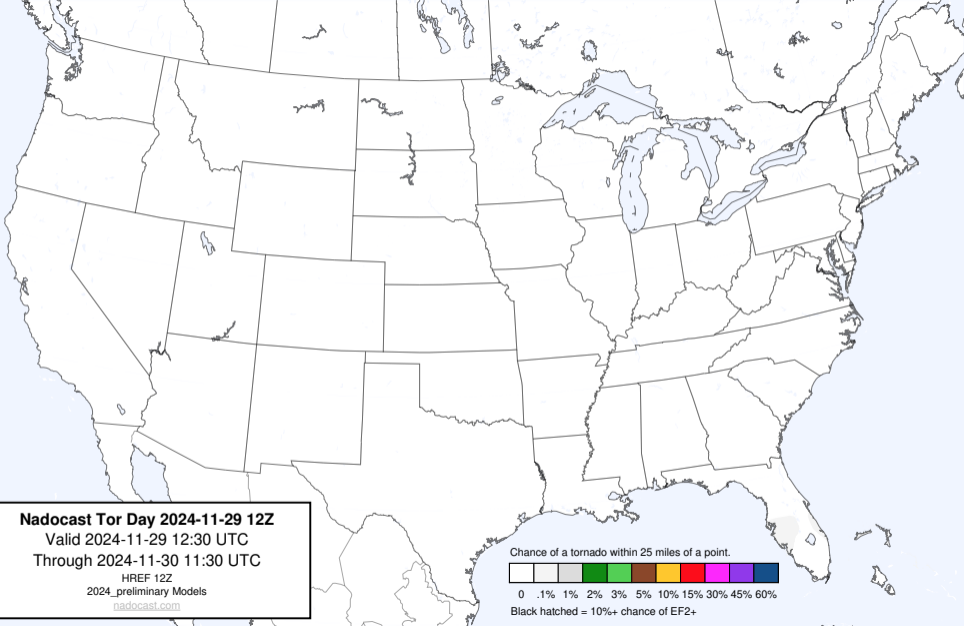 Nadocast Tor Day 2024-11-29 12Z
Valid 2024-11-29 12:30 UTC
Through 2024-11-30 11:30 UTC
HREF 12Z
2024_preliminary Models
nadocast.com
Chance of a tornado within 25 miles of a point.
0 .1% 1% 2% 3% 5% 10% 15% 30% 45% 60%
Black hatched = 10%+ chance of EF2+